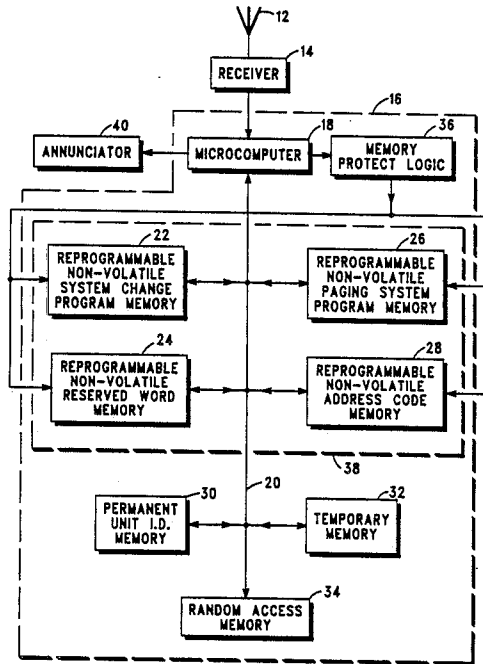 12
14
RECEIVER
16
40
18
36
ANNUNCIATOR
MICROCOMPUTER
MEMORY
PROTECT LOGIC
22
26
REPROGRAMMABLE
NON-VOLATILE
SYSTEM CHANGE
PROGRAM MEMORY
REPROGRAMMABLE
NON-VOLATILE
PAGING SYSTEM
PROGRAM MEMORY
24
28
REPROGRAMMABLE
NON-VOLATILE
RESERVED WORD
MEMORY
REPROGRAMMABLE
NON-VOLATILE
ADDRESS CODE
MEMORY
38
30
20
32
PERMANENT
UNIT I.D.
MEMORY
TEMPORARY
MEMORY
34
RANDOM ACCESS
MEMORY